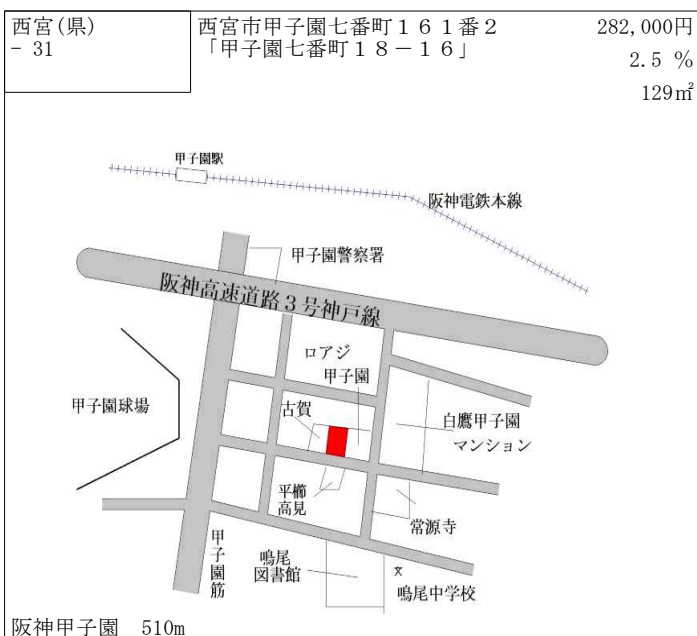 西宮(県)
- 31
西宮市甲子園七番町１６１番２
「甲子園七番町１８－１６」
282,000円
2.5 %
129㎡
甲子園駅
阪神電鉄本線
甲子園警察署
阪神高速道路３号神戸線
ロアジ
甲子園
甲子園球場
古賀
白鷹甲子園
マンション
平櫛
高見
常源寺
甲子園筋
鳴尾
図書館
文
鳴尾中学校
阪神甲子園　510m